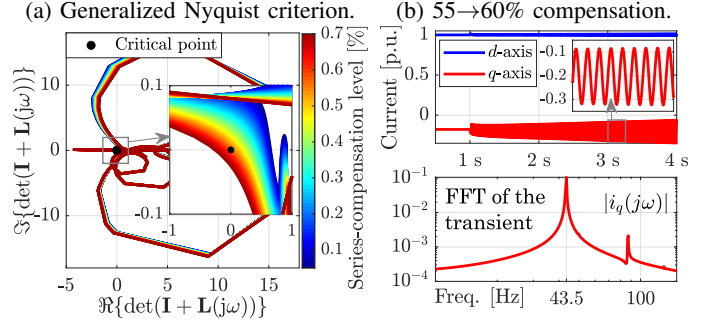 (a) Generalized Nyquist criterion.
Critical point
10
0
-10
-5 0 5 10 15
ℑ{det(I + L(jω))}
ℜ{det(I + L(jω))}
0.1
-0.1
-1 0 1
0.7
0.6
0.5
0.4
0.3
0.2
0.1
Series-compensation level [%]
(b) 55→60% compensation.
Current [p.u.]
1
0.5
0
d-axis
q-axis
-0.1
-0.2
-0.3
1 s 2 s 3 s 4 s
10⁻¹
10⁻²
10⁻³
10⁻⁴
FFT of the
transient
|i_q(jω)|
Freq. [Hz] 43.5 100